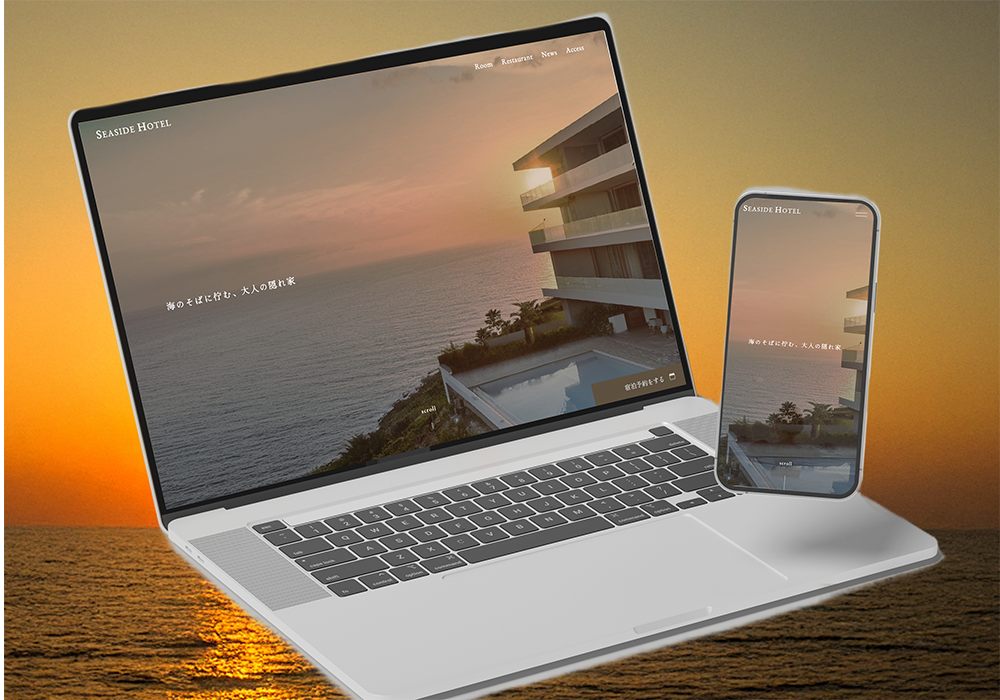 Room Restaurant News Access
SEASIDE HOTEL
海のそばに佇む、大人の隠れ家
宿泊予約をする
scroll
SEASIDE HOTEL
海のそばに佇む、大人の隠れ家
scroll